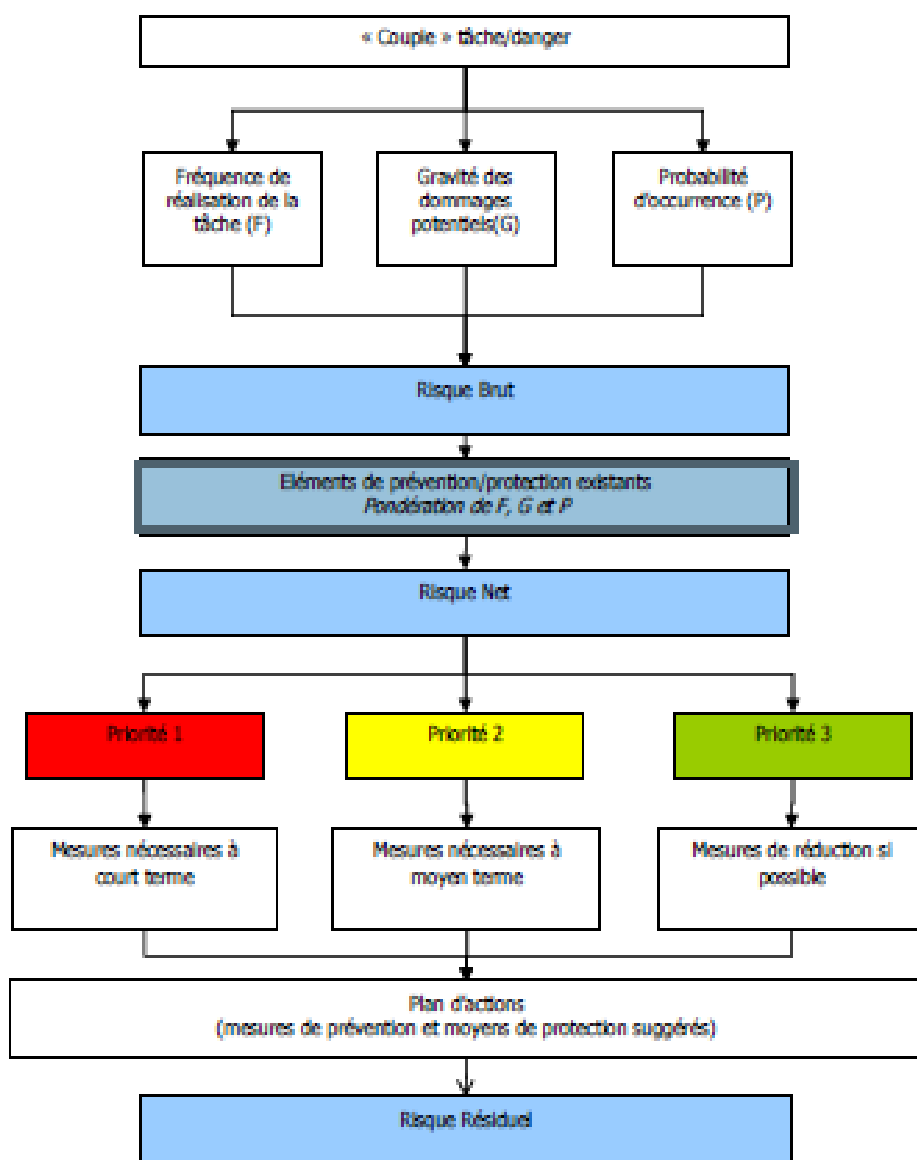 « Couple » tâche/danger
Fréquence de
réalisation de la
tâche (F)
Gravité des
dommages
potentiels(G)
Probabilité
d'occurrence (P)
Risque Brut
Eléments de prévention/protection existants
Pondération de F, G et P
Risque Net
Priorité 1
Priorité 2
Priorité 3
Mesures nécessaires à
court terme
Mesures nécessaires à
moyen terme
Mesures de réduction si
possible
Plan d'actions
(mesures de prévention et moyens de protection suggérés)
Risque Résiduel